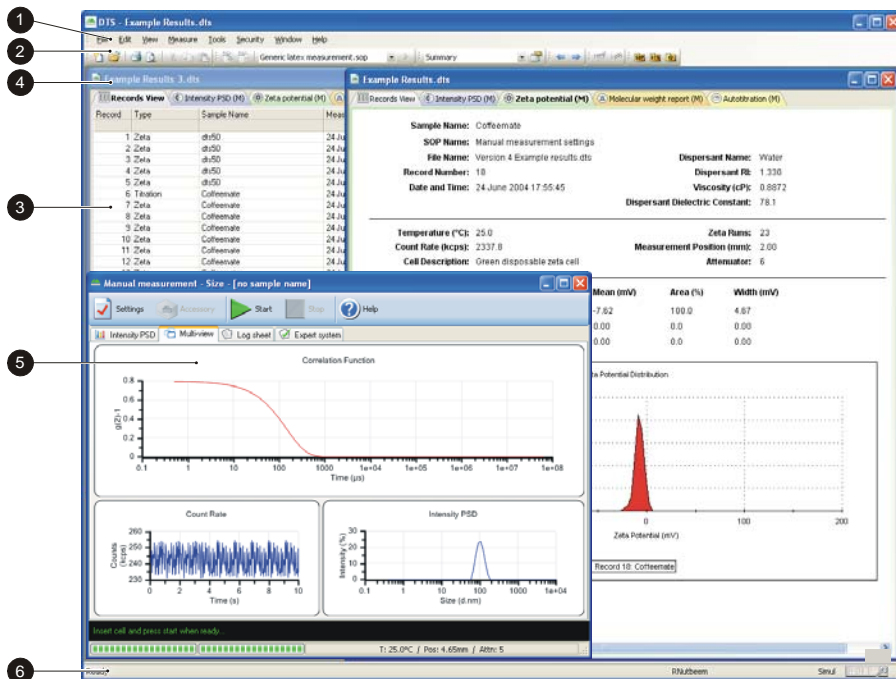 1
DTS - Example Results.dts
File Edit View Measure Tools Security Window Help
2
Generic latex measurement.sop
Summary
4
Example Results 3.dts
Records View Intensity PSD (M) Zeta potential (M)
Record Type Sample Name Meas
1 Zeta dts50 24 Ju
2 Zeta dts50 24 Ju
3 Zeta dts50 24 Ju
4 Zeta dts50 24 Ju
5 Zeta dts50 24 Ju
6 Titration Coffeemate 24 Ju
3
7 Zeta Coffeemate 24 Ju
8 Zeta Coffeemate 24 Ju
9 Zeta Coffeemate 24 Ju
10 Zeta Coffeemate 24 Ju
11 Zeta Coffeemate 24 Ju
12 Zeta Coffeemate 24 Ju
Example Results.dts
Records View Intensity PSD (M) Zeta potential (M) Molecular weight report (M) Autotitration (M)
Sample Name: Coffeemate
SOP Name: Manual measurement settings
File Name: Version 4 Example results.dts Dispersant Name: Water
Record Number: 18 Dispersant RI: 1.330
Date and Time: 24 June 2004 17:55:45 Viscosity (cP): 0.8872
Dispersant Dielectric Constant: 78.1
Temperature (°C): 25.0 Zeta Runs: 23
Count Rate (kcps): 2337.8 Measurement Position (mm): 2.00
Cell Description: Green disposable zeta cell Attenuator: 6
Mean (mV) Area (%) Width (mV)
-7.62 100.0 4.87
0.00 0.0 0.00
0.00 0.0 0.00
ta Potential Distribution
0 100 200
Zeta Potential (mV)
Record 18: Coffeemate
Manual measurement - Size - [no sample name]
Settings Accessory Start Stop Help
Intensity PSD Multi-view Log sheet Expert system
5
Correlation Function
g(2)-1
0.8
0.6
0.4
0.2
0
0.1 1 10 100 1000 1e+04 1e+05 1e+06 1e+07 1e+08
Time (µs)
Count Rate
Counts (kcps)
260
250
240
230
0 2 4 6 8 10
Time (s)
Intensity PSD
Intensity (%)
30
20
10
0
0.1 1 10 100 1000 1e+04
Size (d.nm)
Insert cell and press start when ready...
T: 25.0°C / Pos: 4.65mm / Attn: 5
6
Ready
RNutbeem
Simul